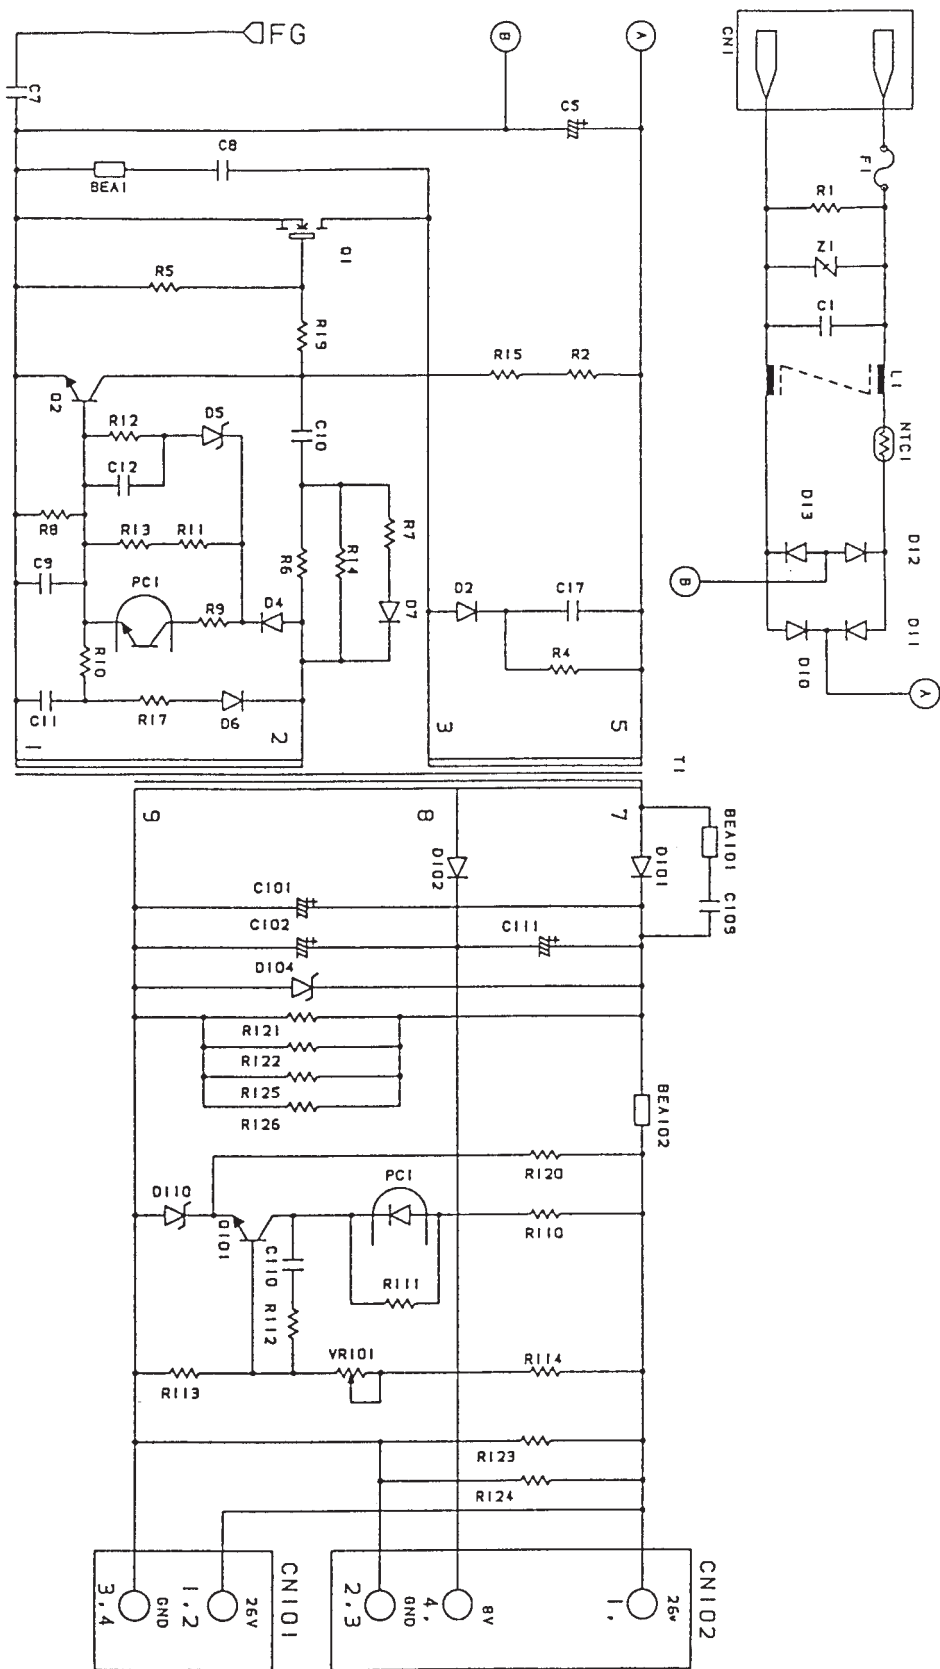 FG
B
A
CN1
C7
C5
C8
BEA1
F1
R1
Z1
Q1
R5
C1
R19
R15
R2
L1
Q2
D5
R12
C10
NTC1
C12
R7
D13
R8
R13
R11
R6
R14
D12
C9
PC1
D2
C17
B
R9
D4
D7
D11
R10
R4
D10
A
C11
R17
D6
1
2
3
5
T1
9
8
7
BEA101
D102
D101
C101
C109
C102
C111
D104
R121
R122
R125
R126
BEA102
R120
PC1
D110
Q101
R110
C110
R111
R112
VR101
R114
R113
R123
R124
CN101
CN102
3,4
GND
1,2
26V
2,3
GND
4,
8V
1,
26V